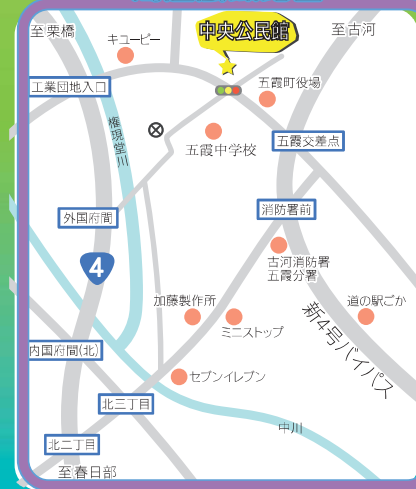 至栗橋
キユーピー
中央公民館
至古河
工業団地入口
五霞町役場
権現堂川
五霞中学校
五霞交差点
外国府間
消防署前
4
古河消防署
五霞分署
加藤製作所
ミニストップ
道の駅ごか
新4号バイパス
内国府間(北)
セブンイレブン
北三丁目
中川
北二丁目
至春日部